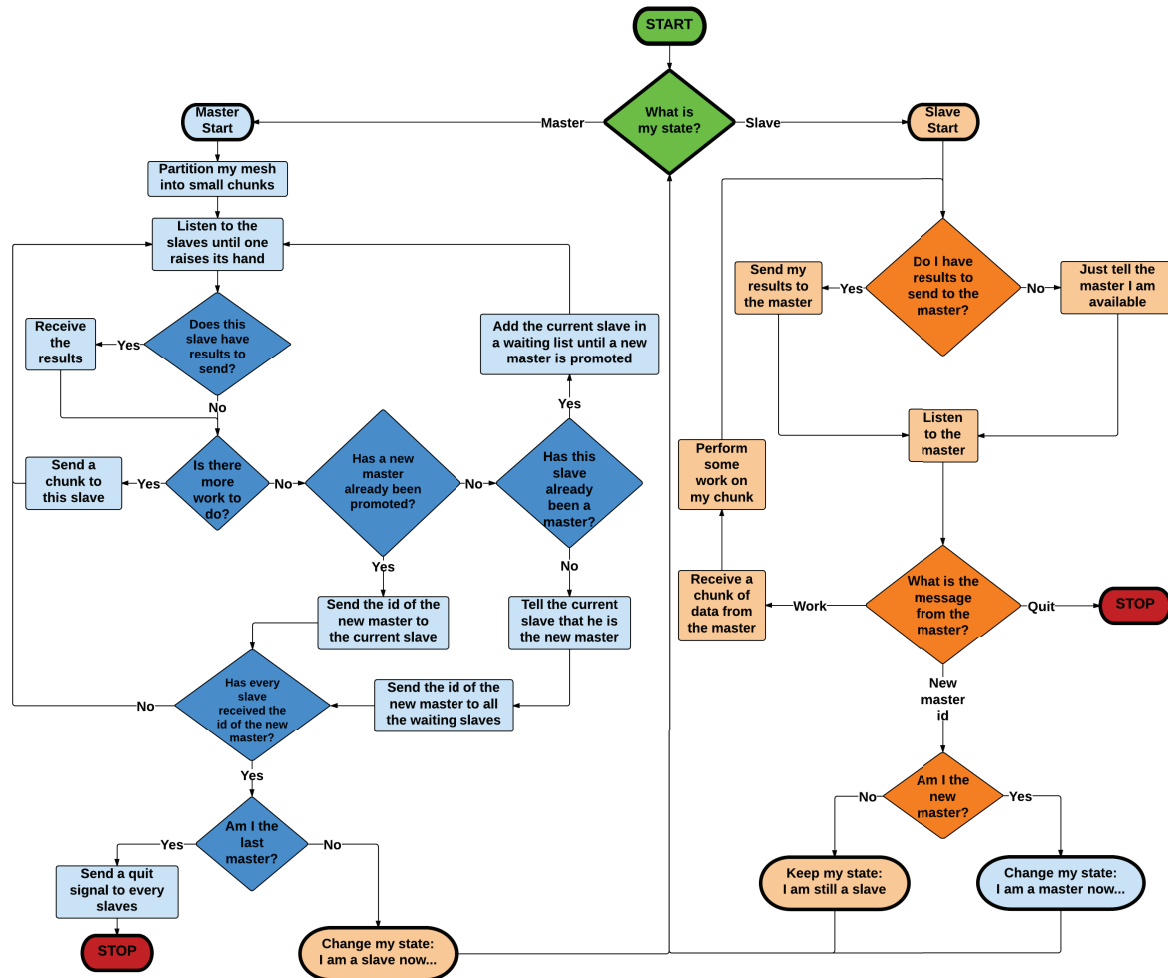 START
What is
my state?
Master
Slave
Master
Start
Slave
Start
Partition my mesh
into small chunks
Listen to the
slaves until one
raises its hand
Does this
slave have
results to
send?
Yes
Receive
the
results
No
Is there
more
work to
do?
Yes
Send a
chunk to
this slave
No
Has a new
master
already been
promoted?
No
Has this
slave
already
been a
master?
Yes
Add the current slave in
a waiting list until a new
master is promoted
Yes
Send the id of the
new master to
the current slave
No
Tell the current
slave that he is
the new master
Send the id of the
new master to all
the waiting slaves
Has every
slave
received the
id of the new
master?
No
Yes
Am I the
last
master?
Yes
Send a quit
signal to every
slaves
STOP
No
Change my state:
I am a slave now...
Do I have
results to
send to the
master?
Yes
Send my
results to
the master
No
Just tell the
master I am
available
Listen
to the
master
What is the
message
from the
master?
Work
Receive a
chunk of
data from
the master
Perform
some
work on
my chunk
Quit
STOP
New
master
id
Am I the
new
master?
No
Keep my state:
I am still a slave
Yes
Change my state:
I am a master now...